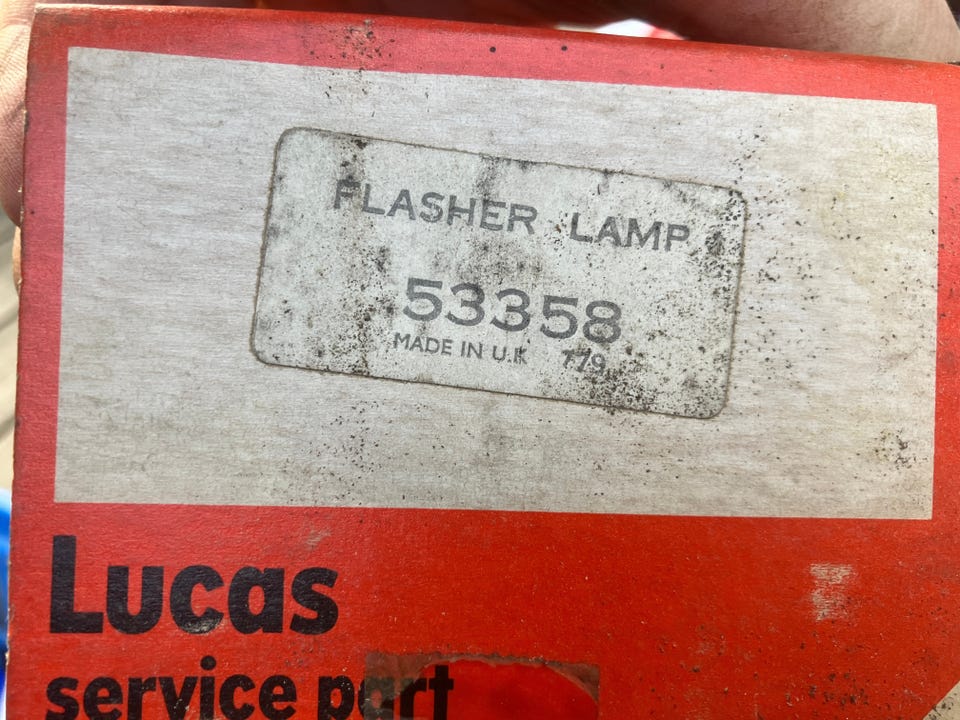 FLASHER LAMP
53358
MADE IN U.K 779
Lucas
service part